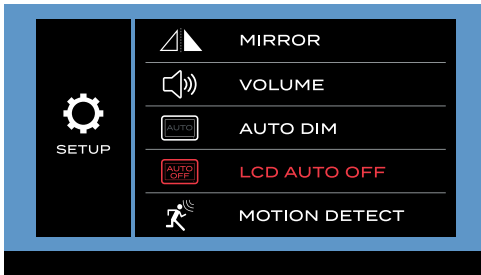 SETUP
MIRROR
VOLUME
AUTO
AUTO DIM
AUTO
OFF
LCD AUTO OFF
MOTION DETECT